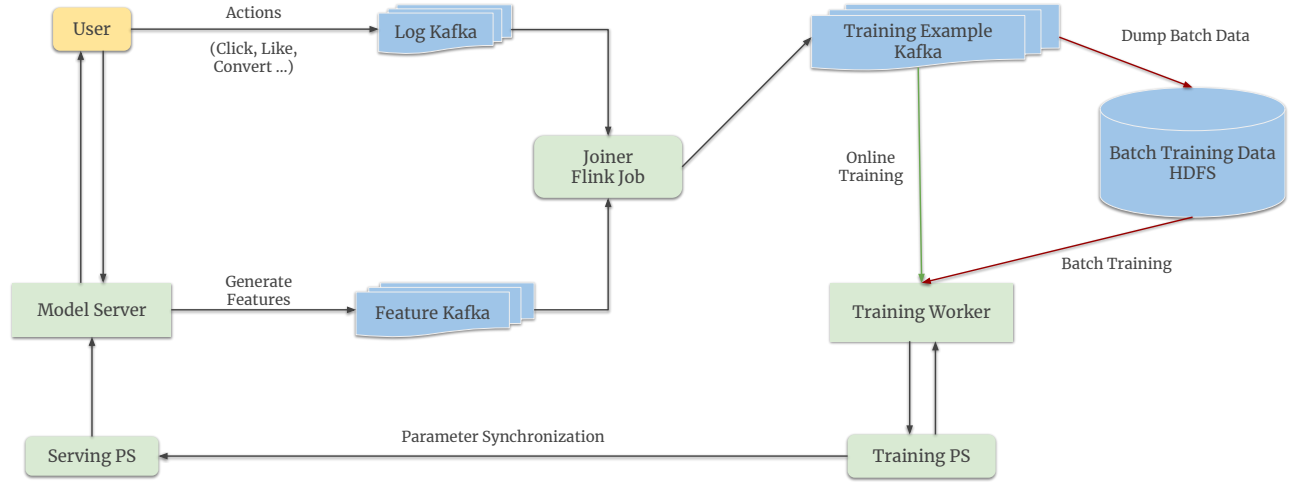 User
Actions
(Click, Like,
Convert ...)
Log Kafka
Training Example
Kafka
Dump Batch Data
Joiner
Flink Job
Online
Training
Batch Training Data
HDFS
Batch Training
Model Server
Generate
Features
Feature Kafka
Training Worker
Serving PS
Parameter Synchronization
Training PS